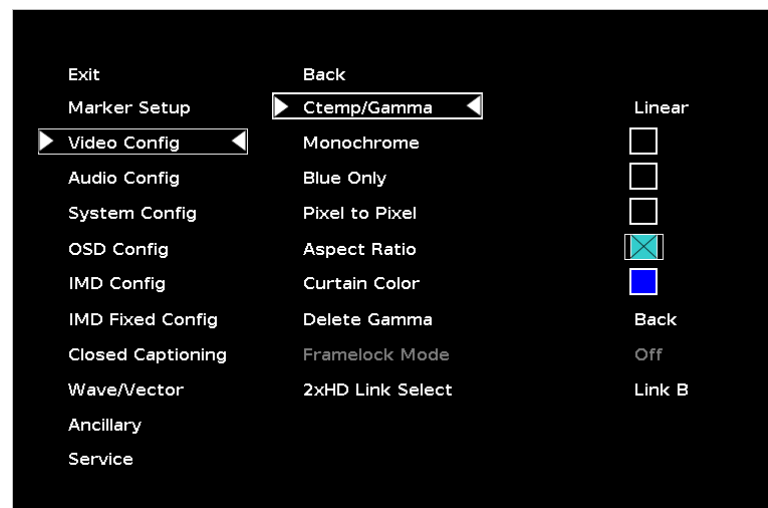 Exit Back
Marker Setup Ctemp/Gamma Linear
Video Config Monochrome
Audio Config Blue Only
System Config Pixel to Pixel
OSD Config Aspect Ratio
IMD Config Curtain Color
IMD Fixed Config Delete Gamma Back
Closed Captioning Framelock Mode Off
Wave/Vector 2xHD Link Select Link B
Ancillary
Service